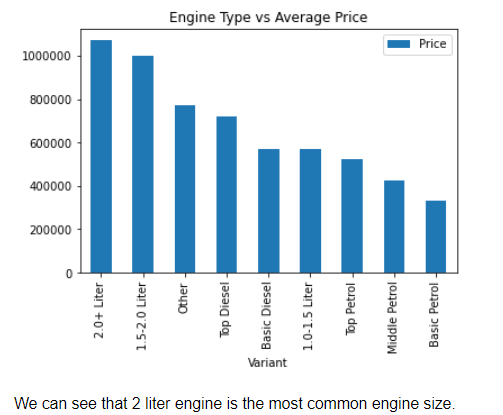 Engine Type vs Average Price
Price
1000000
800000
600000
400000
200000
0
2.0+ Liter
1.5-2.0 Liter
Other
Top Diesel
Basic Diesel
1.0-1.5 Liter
Top Petrol
Middle Petrol
Basic Petrol
Variant
We can see that 2 liter engine is the most common engine size.